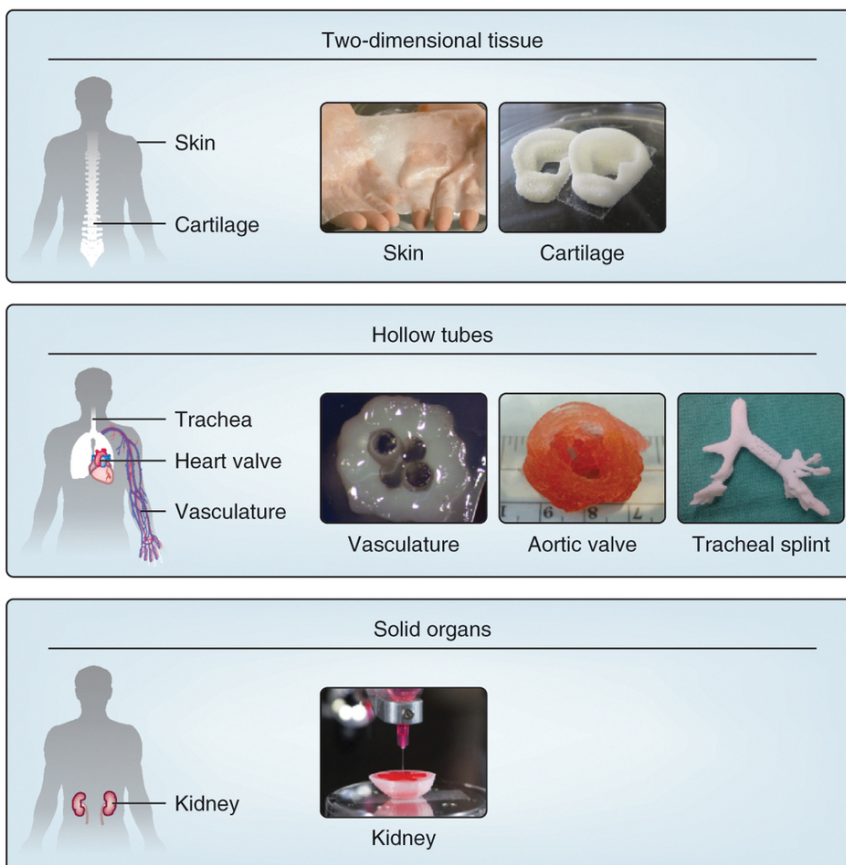 Two-dimensional tissue
Skin
Cartilage
Skin
Cartilage
Hollow tubes
Trachea
Heart valve
Vasculature
Vasculature
Aortic valve
Tracheal splint
Solid organs
Kidney
Kidney